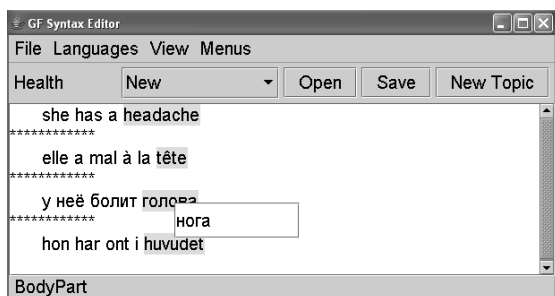 GF Syntax Editor
File Languages View Menus
Health New Open Save New Topic
she has a headache
************
elle a mal à la tête
************
у неё болит голова
************
нога
hon har ont i huvudet
BodyPart